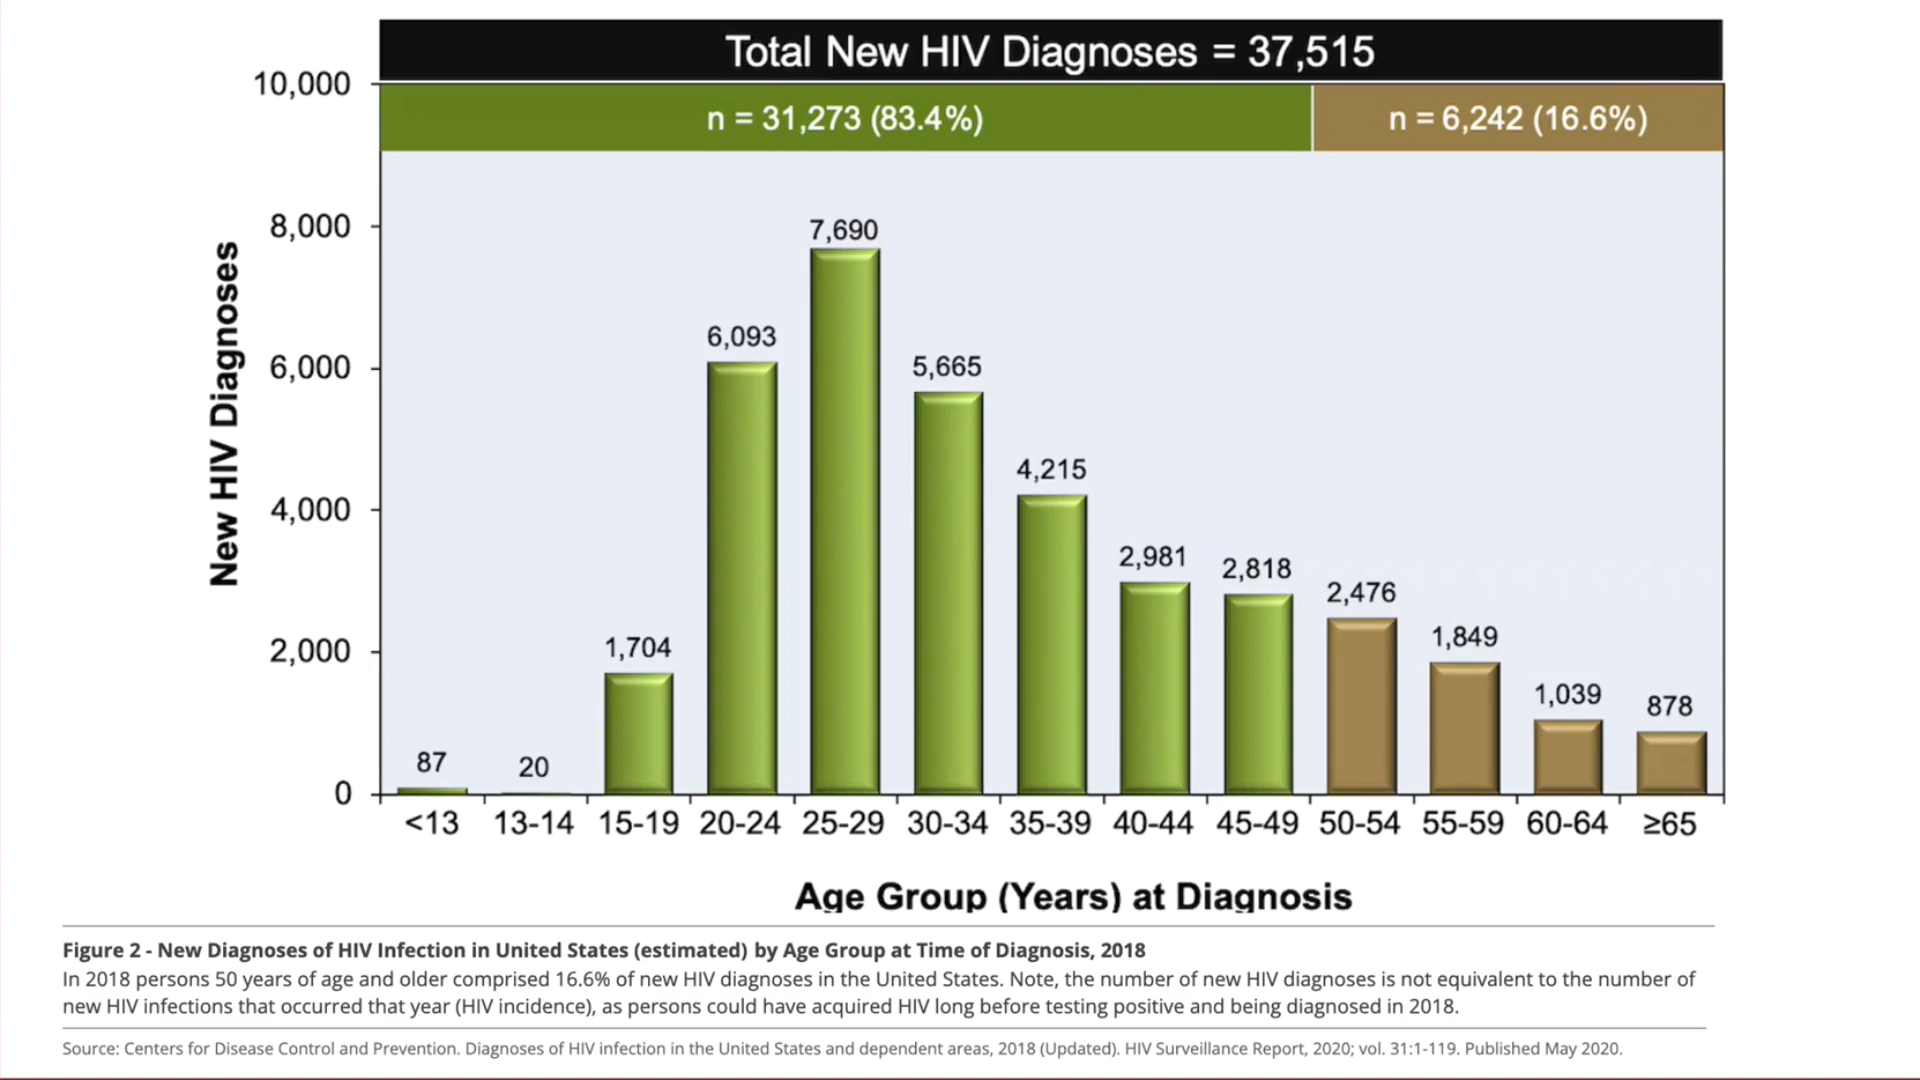 Total New HIV Diagnoses = 37,515
10,000
n = 31,273 (83.4%)
n = 6,242 (16.6%)
8,000
6,000
4,000
2,000
0
New HIV Diagnoses
87
20
1,704
6,093
7,690
5,665
4,215
2,981
2,818
2,476
1,849
1,039
878
<13 13-14 15-19 20-24 25-29 30-34 35-39 40-44 45-49 50-54 55-59 60-64 ≥65
Age Group (Years) at Diagnosis
Figure 2 - New Diagnoses of HIV Infection in United States (estimated) by Age Group at Time of Diagnosis, 2018
In 2018 persons 50 years of age and older comprised 16.6% of new HIV diagnoses in the United States. Note, the number of new HIV diagnoses is not equivalent to the number of
new HIV infections that occurred that year (HIV incidence), as persons could have acquired HIV long before testing positive and being diagnosed in 2018.
Source: Centers for Disease Control and Prevention. Diagnoses of HIV infection in the United States and dependent areas, 2018 (Updated). HIV Surveillance Report, 2020; vol. 31:1-119. Published May 2020.